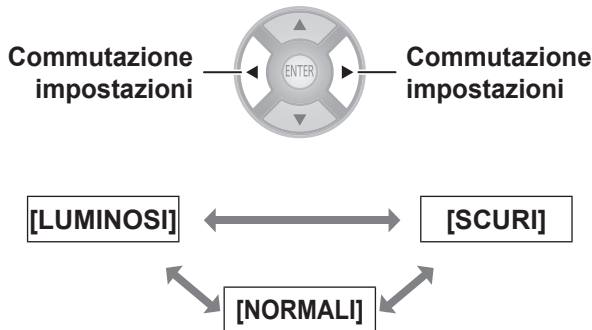 Commutazione
impostazioni
ENTER
Commutazione
impostazioni
[LUMINOSI]
[SCURI]
[NORMALI]